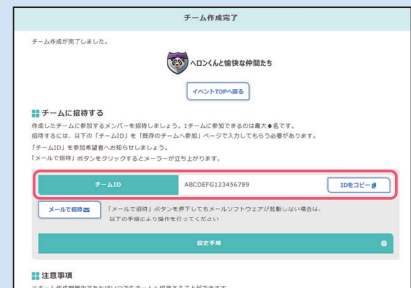 チーム作成完了
チーム作成が完了しました。
ヘロンくんと愉快な仲間たち
イベントTOPへ戻る
チームに招待する
作成したチームに参加するメンバーを招待しましょう。1チームに参加できるのは最大●名です。
招待するには、以下の「チームID」を「既存のチームへ参加」ページで入力してもらう必要があります。
「チームID」を参加希望者へお知らせしましょう。
「メールで招待」ボタンをクリックするとメーラーが立ち上がります。
チームID ABCDEFG123456789 IDをコピー
メールで招待 「メールで招待」ボタンを押下してもメールソフトウエアが起動しない場合は、
以下の手順により操作を行ってください
設定手順
注意事項